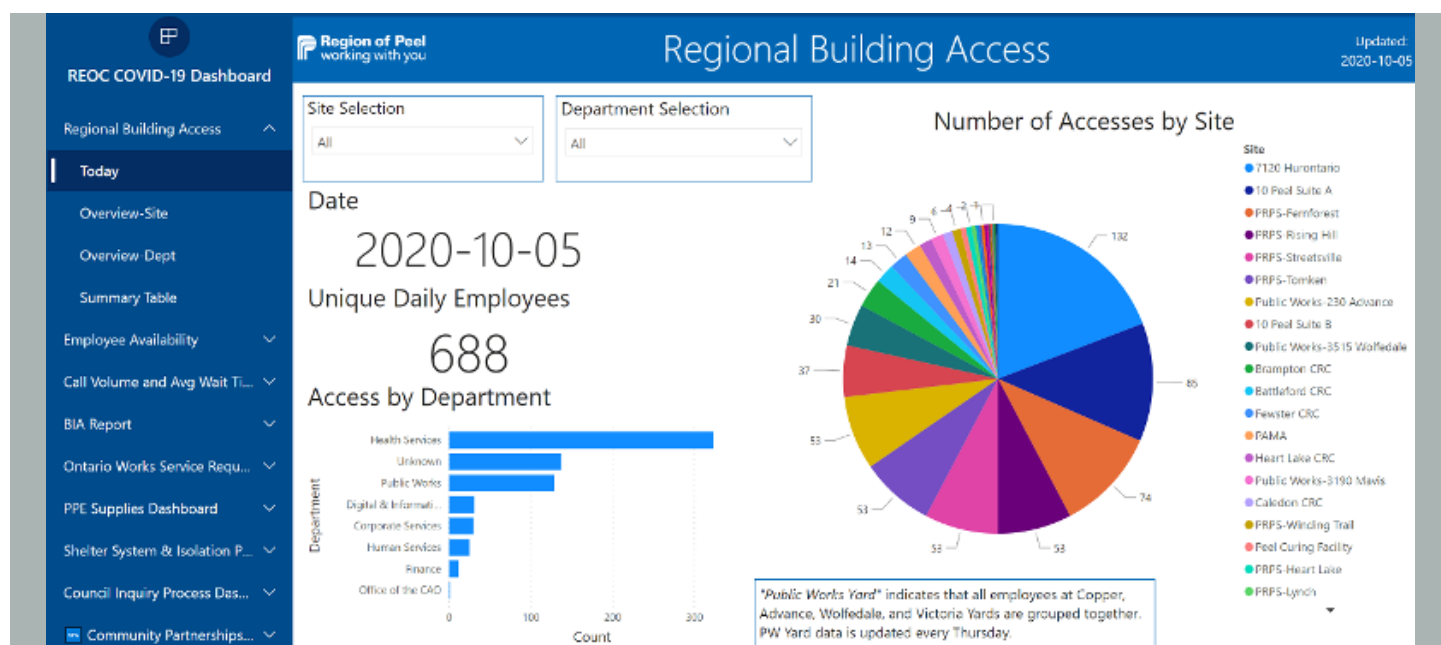 REOC COVID-19 Dashboard
Regional Building Access
Today
Overview-Site
Overview-Dept
Summary Table
Employee Availability
Call Volume and Avg Wait Ti...
BIA Report
Ontario Works Service Requ...
PPE Supplies Dashboard
Shelter System & Isolation P...
Council Inquiry Process Das...
Community Partnerships...
Region of Peel
working with you
Regional Building Access
Updated:
2020-10-05
Site Selection
All
Department Selection
All
Date
2020-10-05
Unique Daily Employees
688
Access by Department
Department
Health Services
Unknown
Public Works
Digital & Informati...
Corporate Services
Human Services
Finance
Office of the CAO
0 100 200 300
Count
Number of Accesses by Site
132
85
74
53
53
53
53
37
30
21
14
13
12
9
6
4
2
1
Site
7120 Hurontario
10 Peel Suite A
PRPS-Fernforest
PRPS-Rising Hill
PRPS-Streetsville
PRPS-Tomken
Public Works-230 Advance
10 Peel Suite B
Public Works-3515 Wolfedale
Brampton CRC
Battleford CRC
Fewster CRC
PAMA
Heart Lake CRC
Public Works-3190 Mavis
Caledon CRC
PRPS-Winding Trail
Peel Curing Facility
PRPS-Heart Lake
PRPS-Lynch
"Public Works Yard" indicates that all employees at Copper,
Advance, Wolfedale, and Victoria Yards are grouped together.
PW Yard data is updated every Thursday.